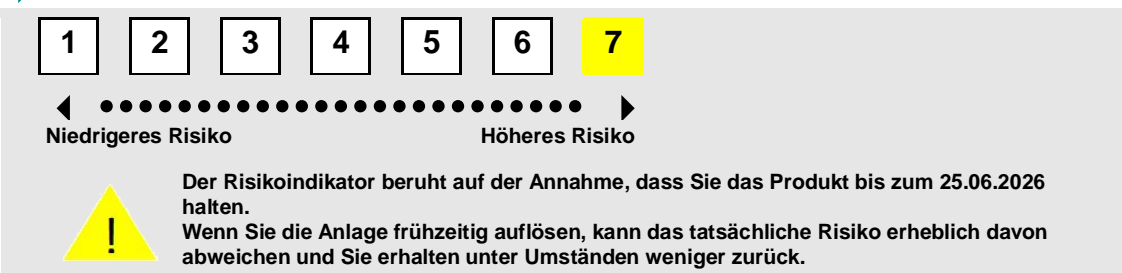 1 2 3 4 5 6 7
Niedrigeres Risiko Höheres Risiko
Der Risikoindikator beruht auf der Annahme, dass Sie das Produkt bis zum 25.06.2026
halten.
Wenn Sie die Anlage frühzeitig auflösen, kann das tatsächliche Risiko erheblich davon
abweichen und Sie erhalten unter Umständen weniger zurück.
!